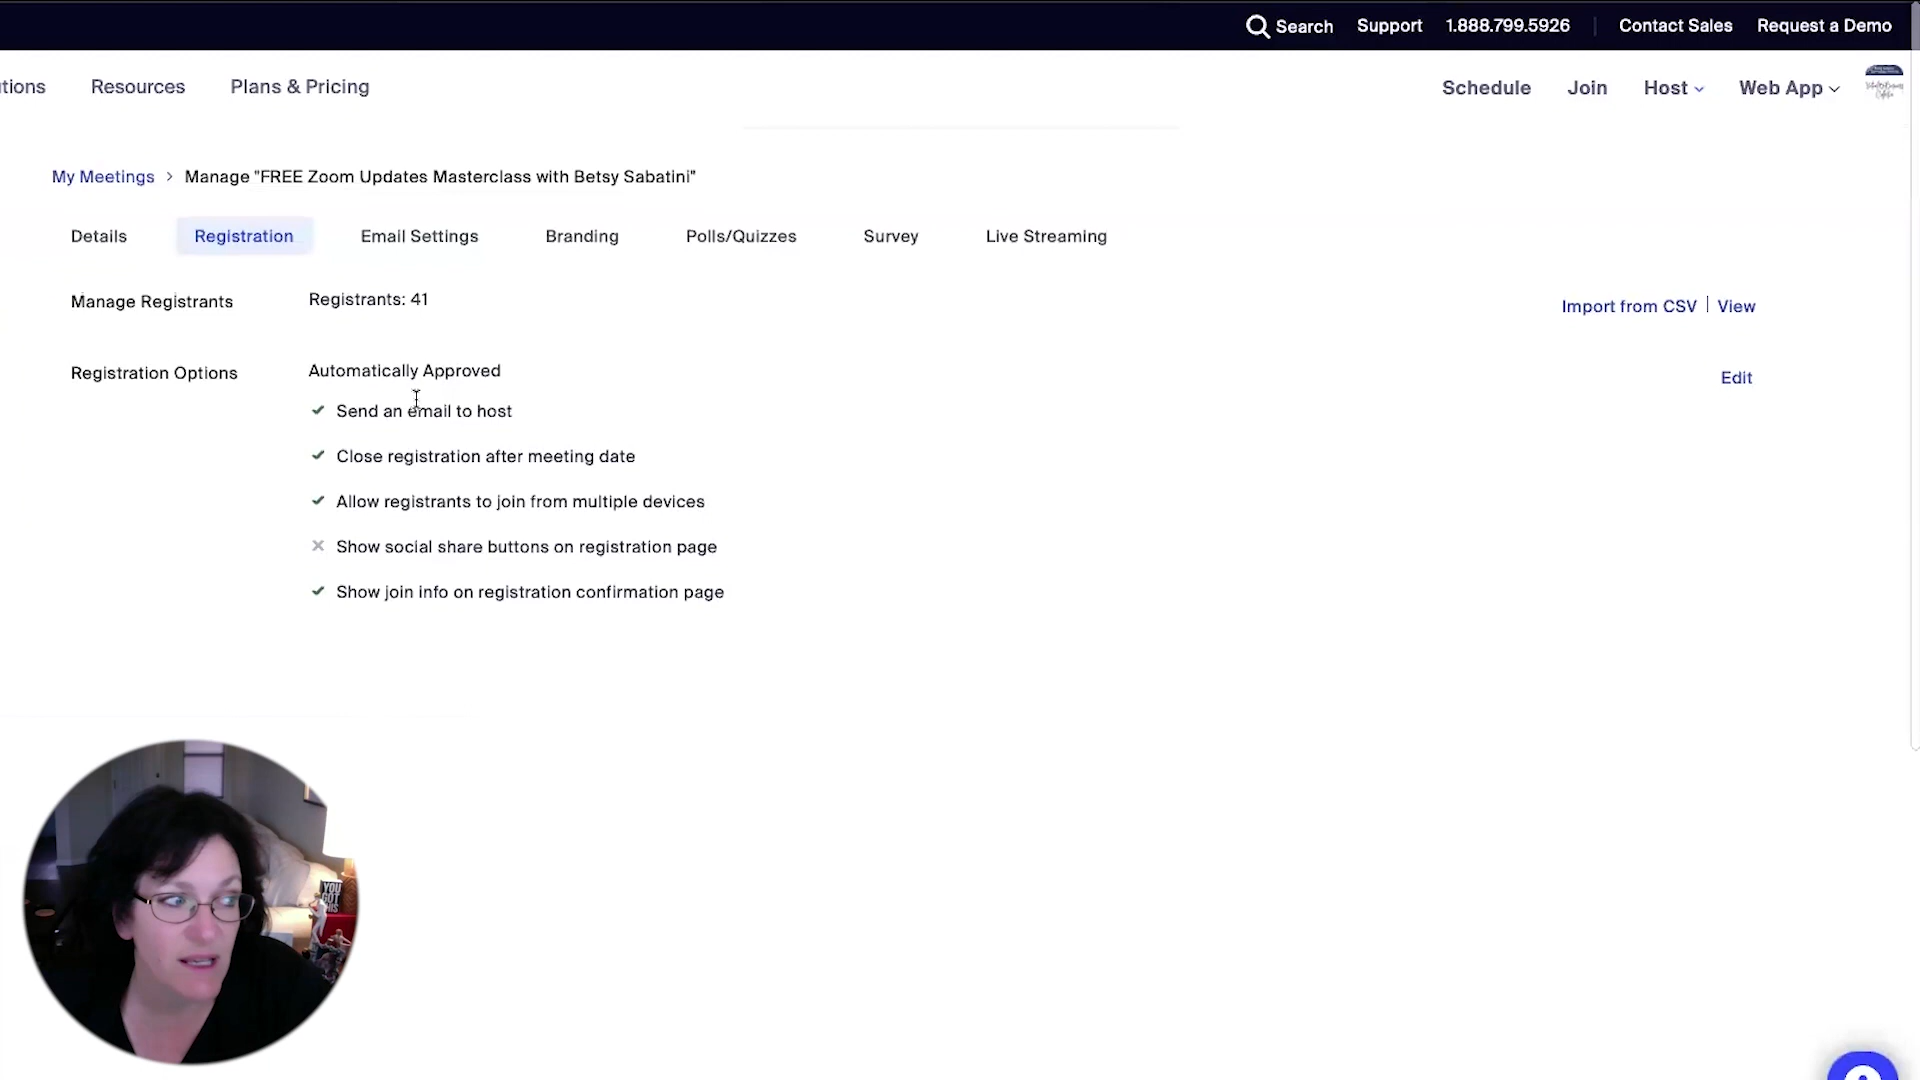 Search Support 1.888.799.5926 Contact Sales Request a Demo
tions Resources Plans & Pricing Schedule Join Host Web App
My Meetings > Manage "FREE Zoom Updates Masterclass with Betsy Sabatini"
Details Registration Email Settings Branding Polls/Quizzes Survey Live Streaming
Manage Registrants Registrants: 41 Import from CSV | View
Registration Options Automatically Approved Edit
Send an email to host
Close registration after meeting date
Allow registrants to join from multiple devices
Show social share buttons on registration page
Show join info on registration confirmation page
YOU
GOT
THIS